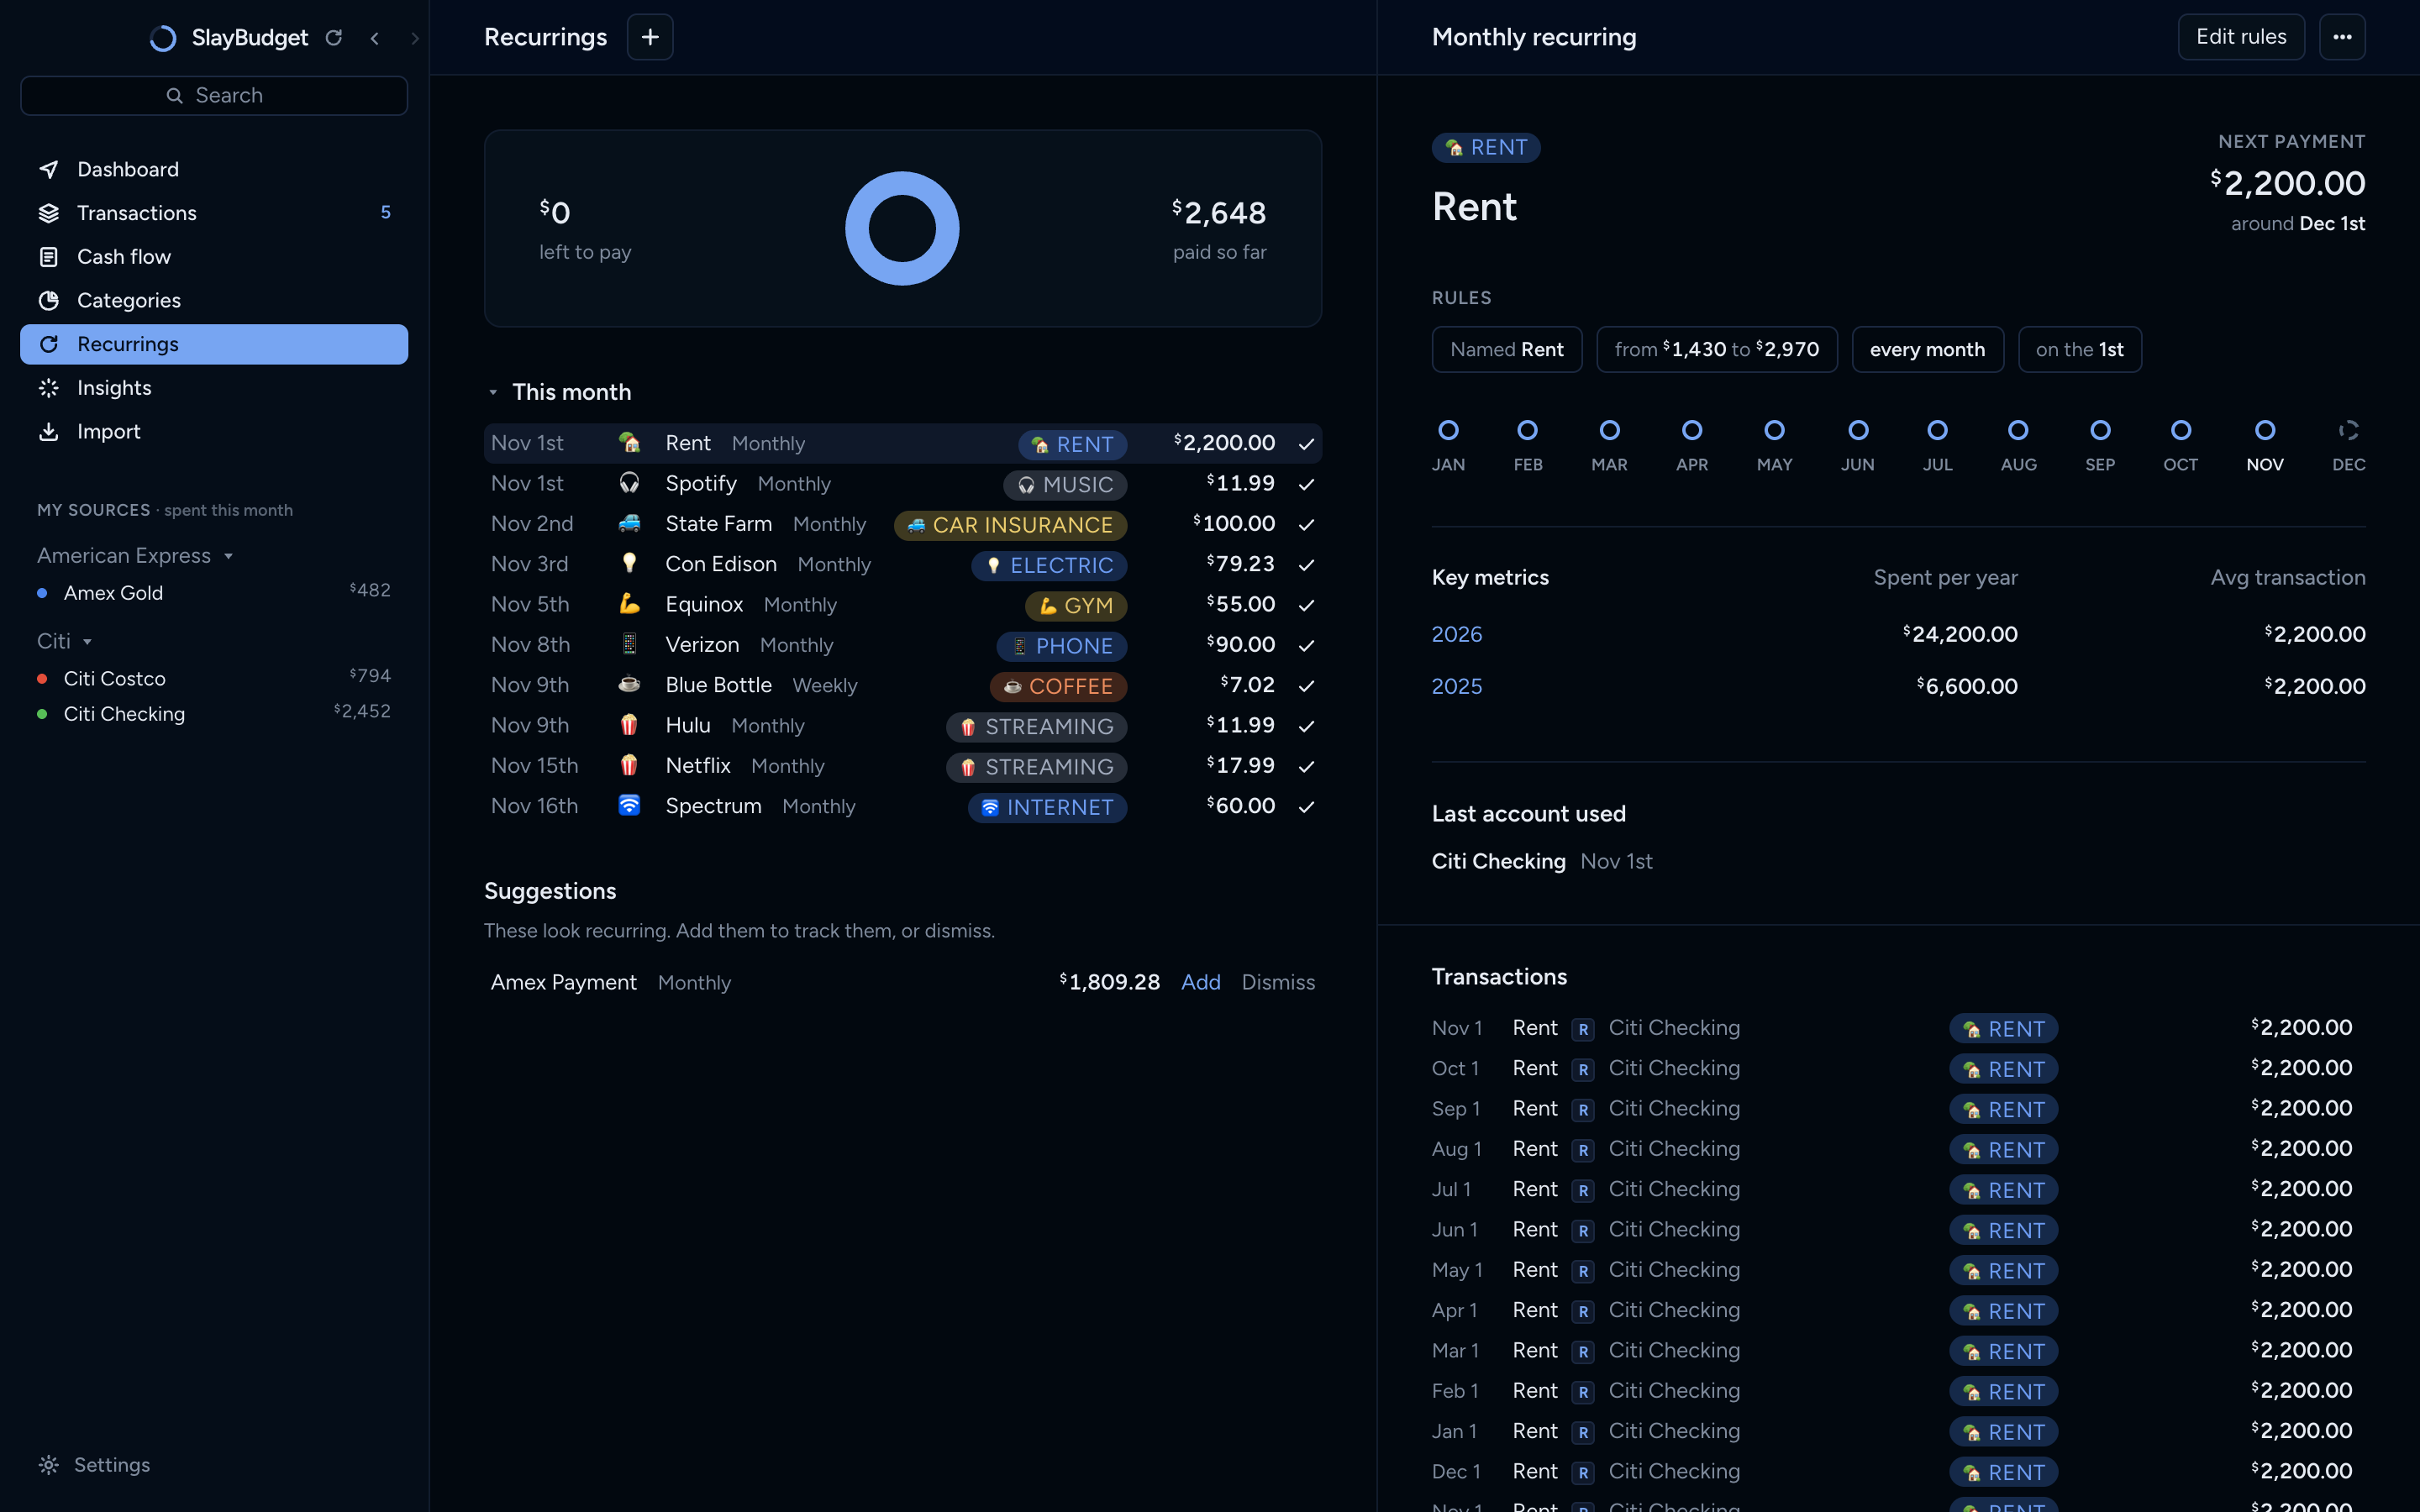 SlayBudget
Search
Dashboard
Transactions 5
Cash flow
Categories
Recurrings
Insights
Import
MY SOURCES · spent this month
American Express
Amex Gold $482
Citi
Citi Costco $794
Citi Checking $2,452
Settings
Recurrings
$0
left to pay
$2,648
paid so far
This month
Nov 1st Rent Monthly RENT $2,200.00
Nov 1st Spotify Monthly MUSIC $11.99
Nov 2nd State Farm Monthly CAR INSURANCE $100.00
Nov 3rd Con Edison Monthly ELECTRIC $79.23
Nov 5th Equinox Monthly GYM $55.00
Nov 8th Verizon Monthly PHONE $90.00
Nov 9th Blue Bottle Weekly COFFEE $7.02
Nov 9th Hulu Monthly STREAMING $11.99
Nov 15th Netflix Monthly STREAMING $17.99
Nov 16th Spectrum Monthly INTERNET $60.00
Suggestions
These look recurring. Add them to track them, or dismiss.
Amex Payment Monthly $1,809.28 Add Dismiss
Monthly recurring Edit rules
RENT
Rent
NEXT PAYMENT
$2,200.00
around Dec 1st
RULES
Named Rent from $1,430 to $2,970 every month on the 1st
JAN FEB MAR APR MAY JUN JUL AUG SEP OCT NOV DEC
Key metrics Spent per year Avg transaction
2026 $24,200.00 $2,200.00
2025 $6,600.00 $2,200.00
Last account used
Citi Checking Nov 1st
Transactions
Nov 1 Rent R Citi Checking RENT $2,200.00
Oct 1 Rent R Citi Checking RENT $2,200.00
Sep 1 Rent R Citi Checking RENT $2,200.00
Aug 1 Rent R Citi Checking RENT $2,200.00
Jul 1 Rent R Citi Checking RENT $2,200.00
Jun 1 Rent R Citi Checking RENT $2,200.00
May 1 Rent R Citi Checking RENT $2,200.00
Apr 1 Rent R Citi Checking RENT $2,200.00
Mar 1 Rent R Citi Checking RENT $2,200.00
Feb 1 Rent R Citi Checking RENT $2,200.00
Jan 1 Rent R Citi Checking RENT $2,200.00
Dec 1 Rent R Citi Checking RENT $2,200.00
Nov 1 Rent R Citi Checking RENT $2,200.00